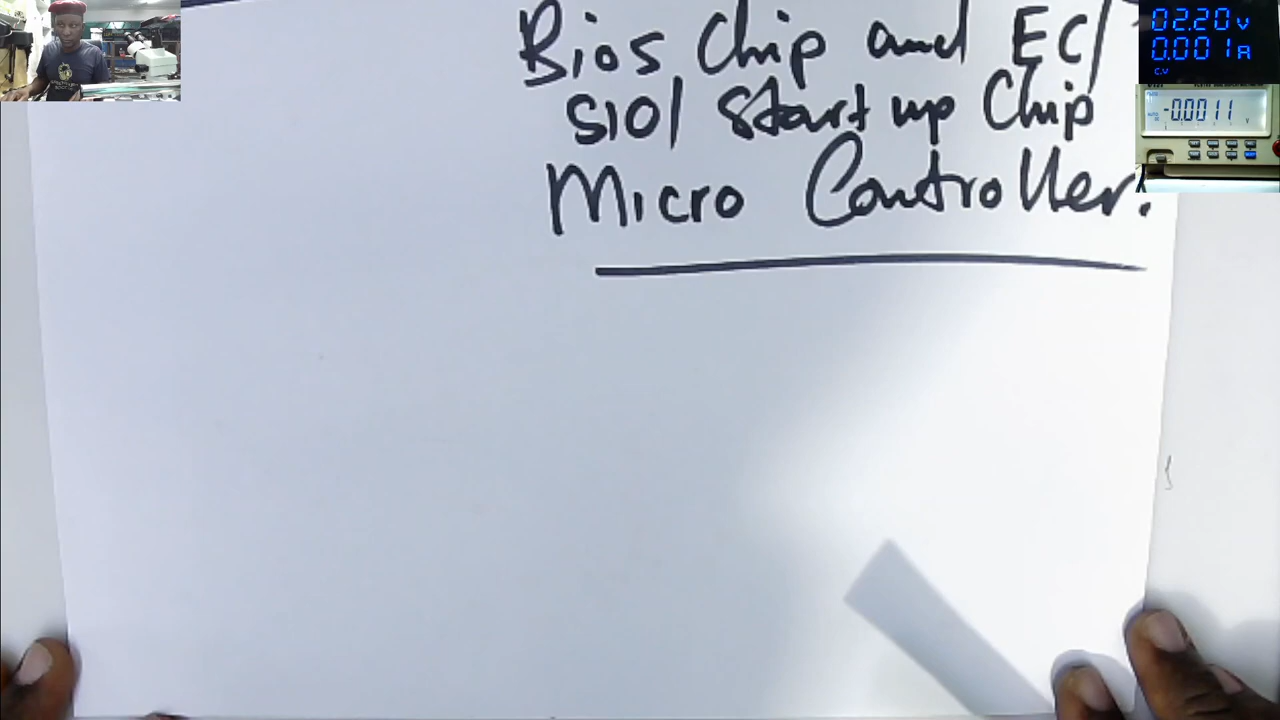 Bios Chip and EC/
SIO/ Start up Chip
Micro Controller.
02.20V
0.001A
C.V
-0.0011